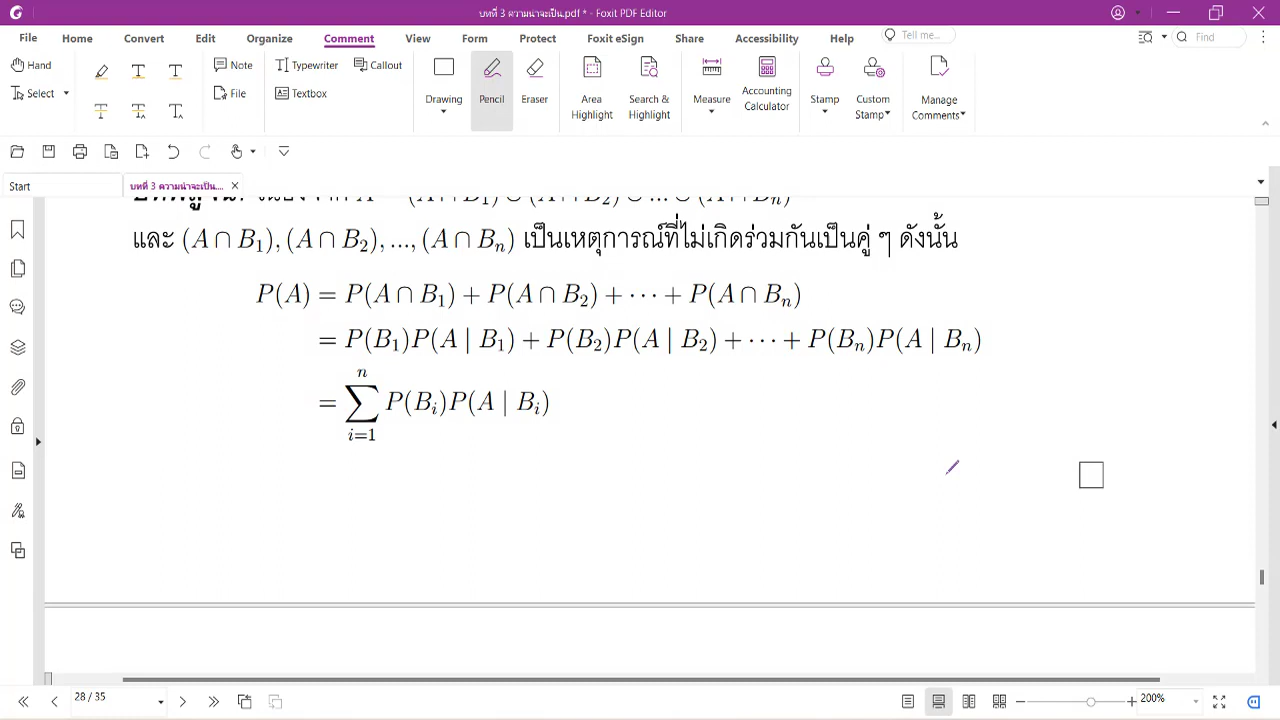 บทที่ 3 ความน่าจะเป็น.pdf * - Foxit PDF Editor
File Home Convert Edit Organize Comment View Form Protect Foxit eSign Share Accessibility Help Tell me... Find
Hand Note Typewriter Callout
Select File Textbox
Drawing Pencil Eraser Area Highlight Search & Highlight Measure Accounting Calculator Stamp Custom Stamp Manage Comments
Start บทที่ 3 ความน่าจะเป็น....
และ (A ∩ B₁), (A ∩ B₂), ..., (A ∩ Bₙ) เป็นเหตุการณ์ที่ไม่เกิดร่วมกันเป็นคู่ ๆ ดังนั้น
P(A) = P(A ∩ B₁) + P(A ∩ B₂) + ⋯ + P(A ∩ Bₙ)
= P(B₁)P(A | B₁) + P(B₂)P(A | B₂) + ⋯ + P(Bₙ)P(A | Bₙ)
= ∑ᵢ₌₁ⁿ P(Bᵢ)P(A | Bᵢ)
28 / 35 200%